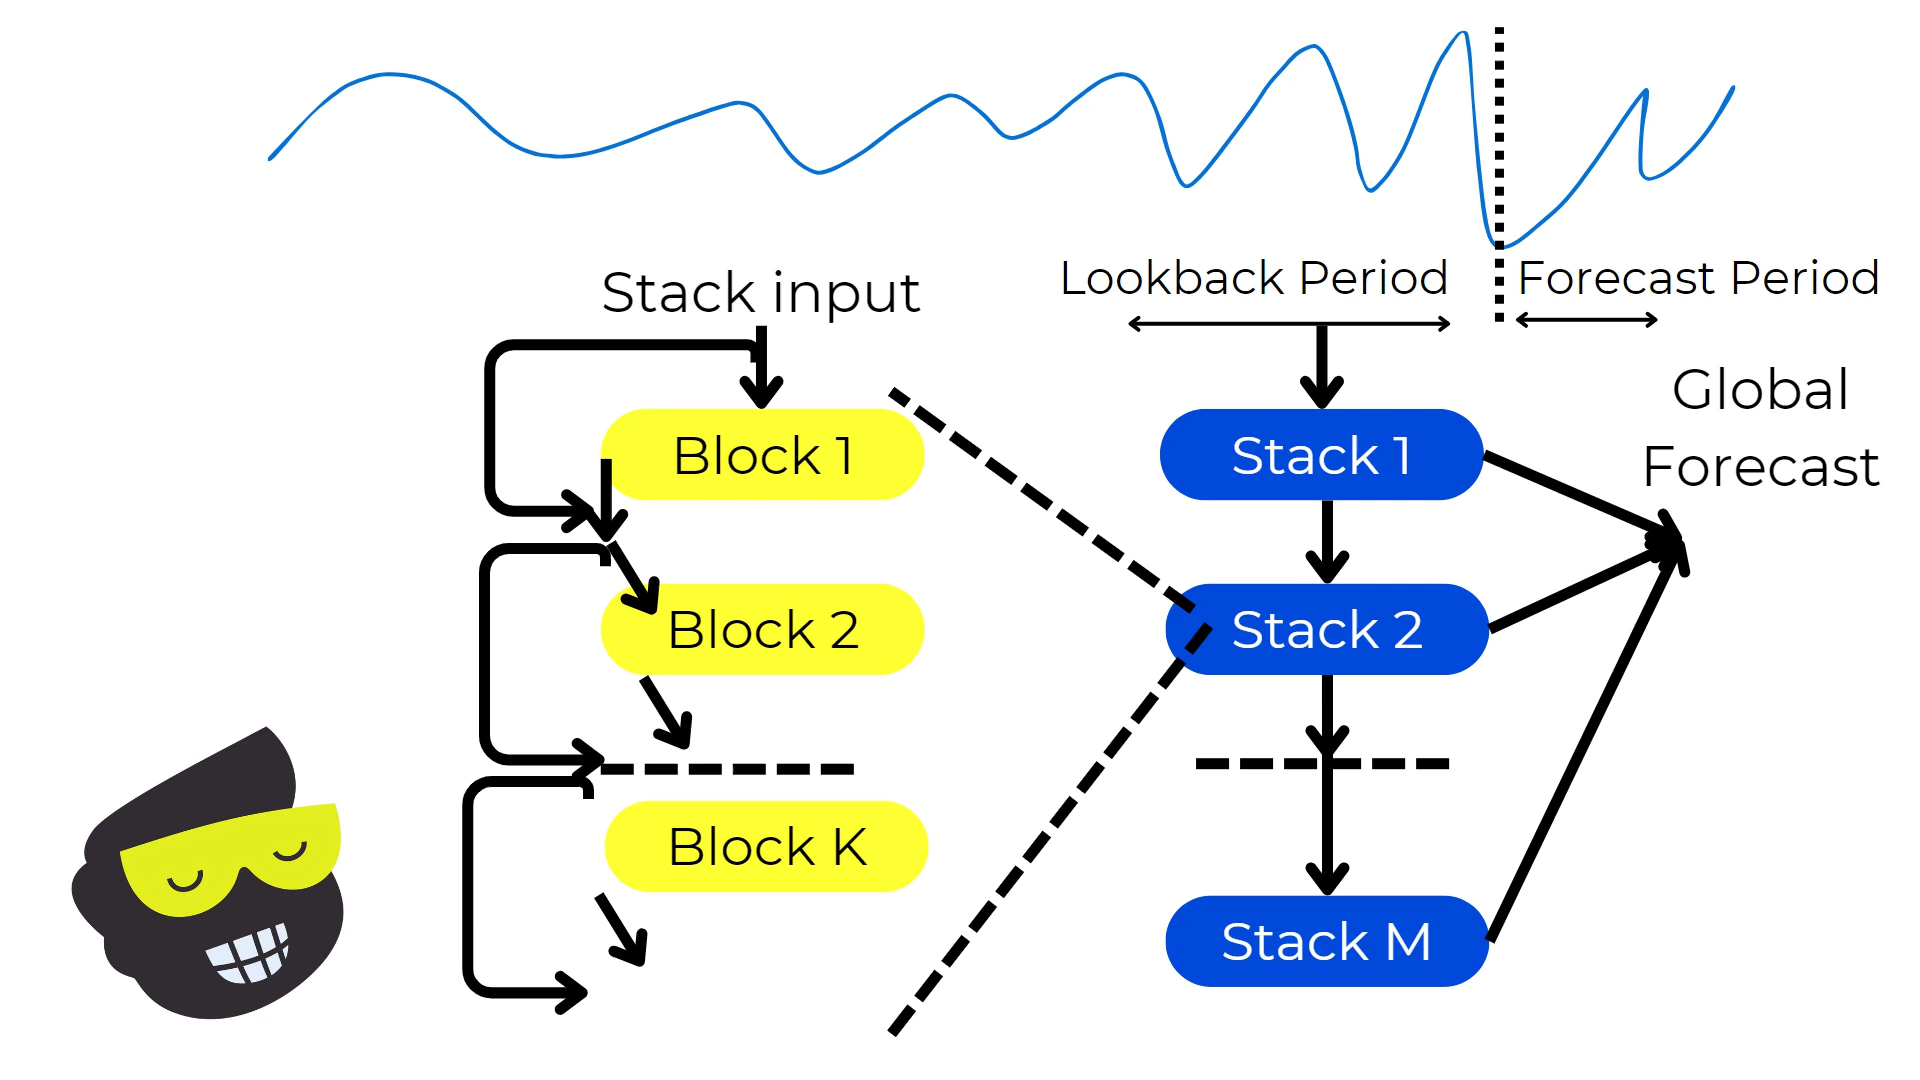 Stack input
Lookback Period
Forecast Period
Global
Forecast
Block 1
Block 2
Block K
Stack 1
Stack 2
Stack M